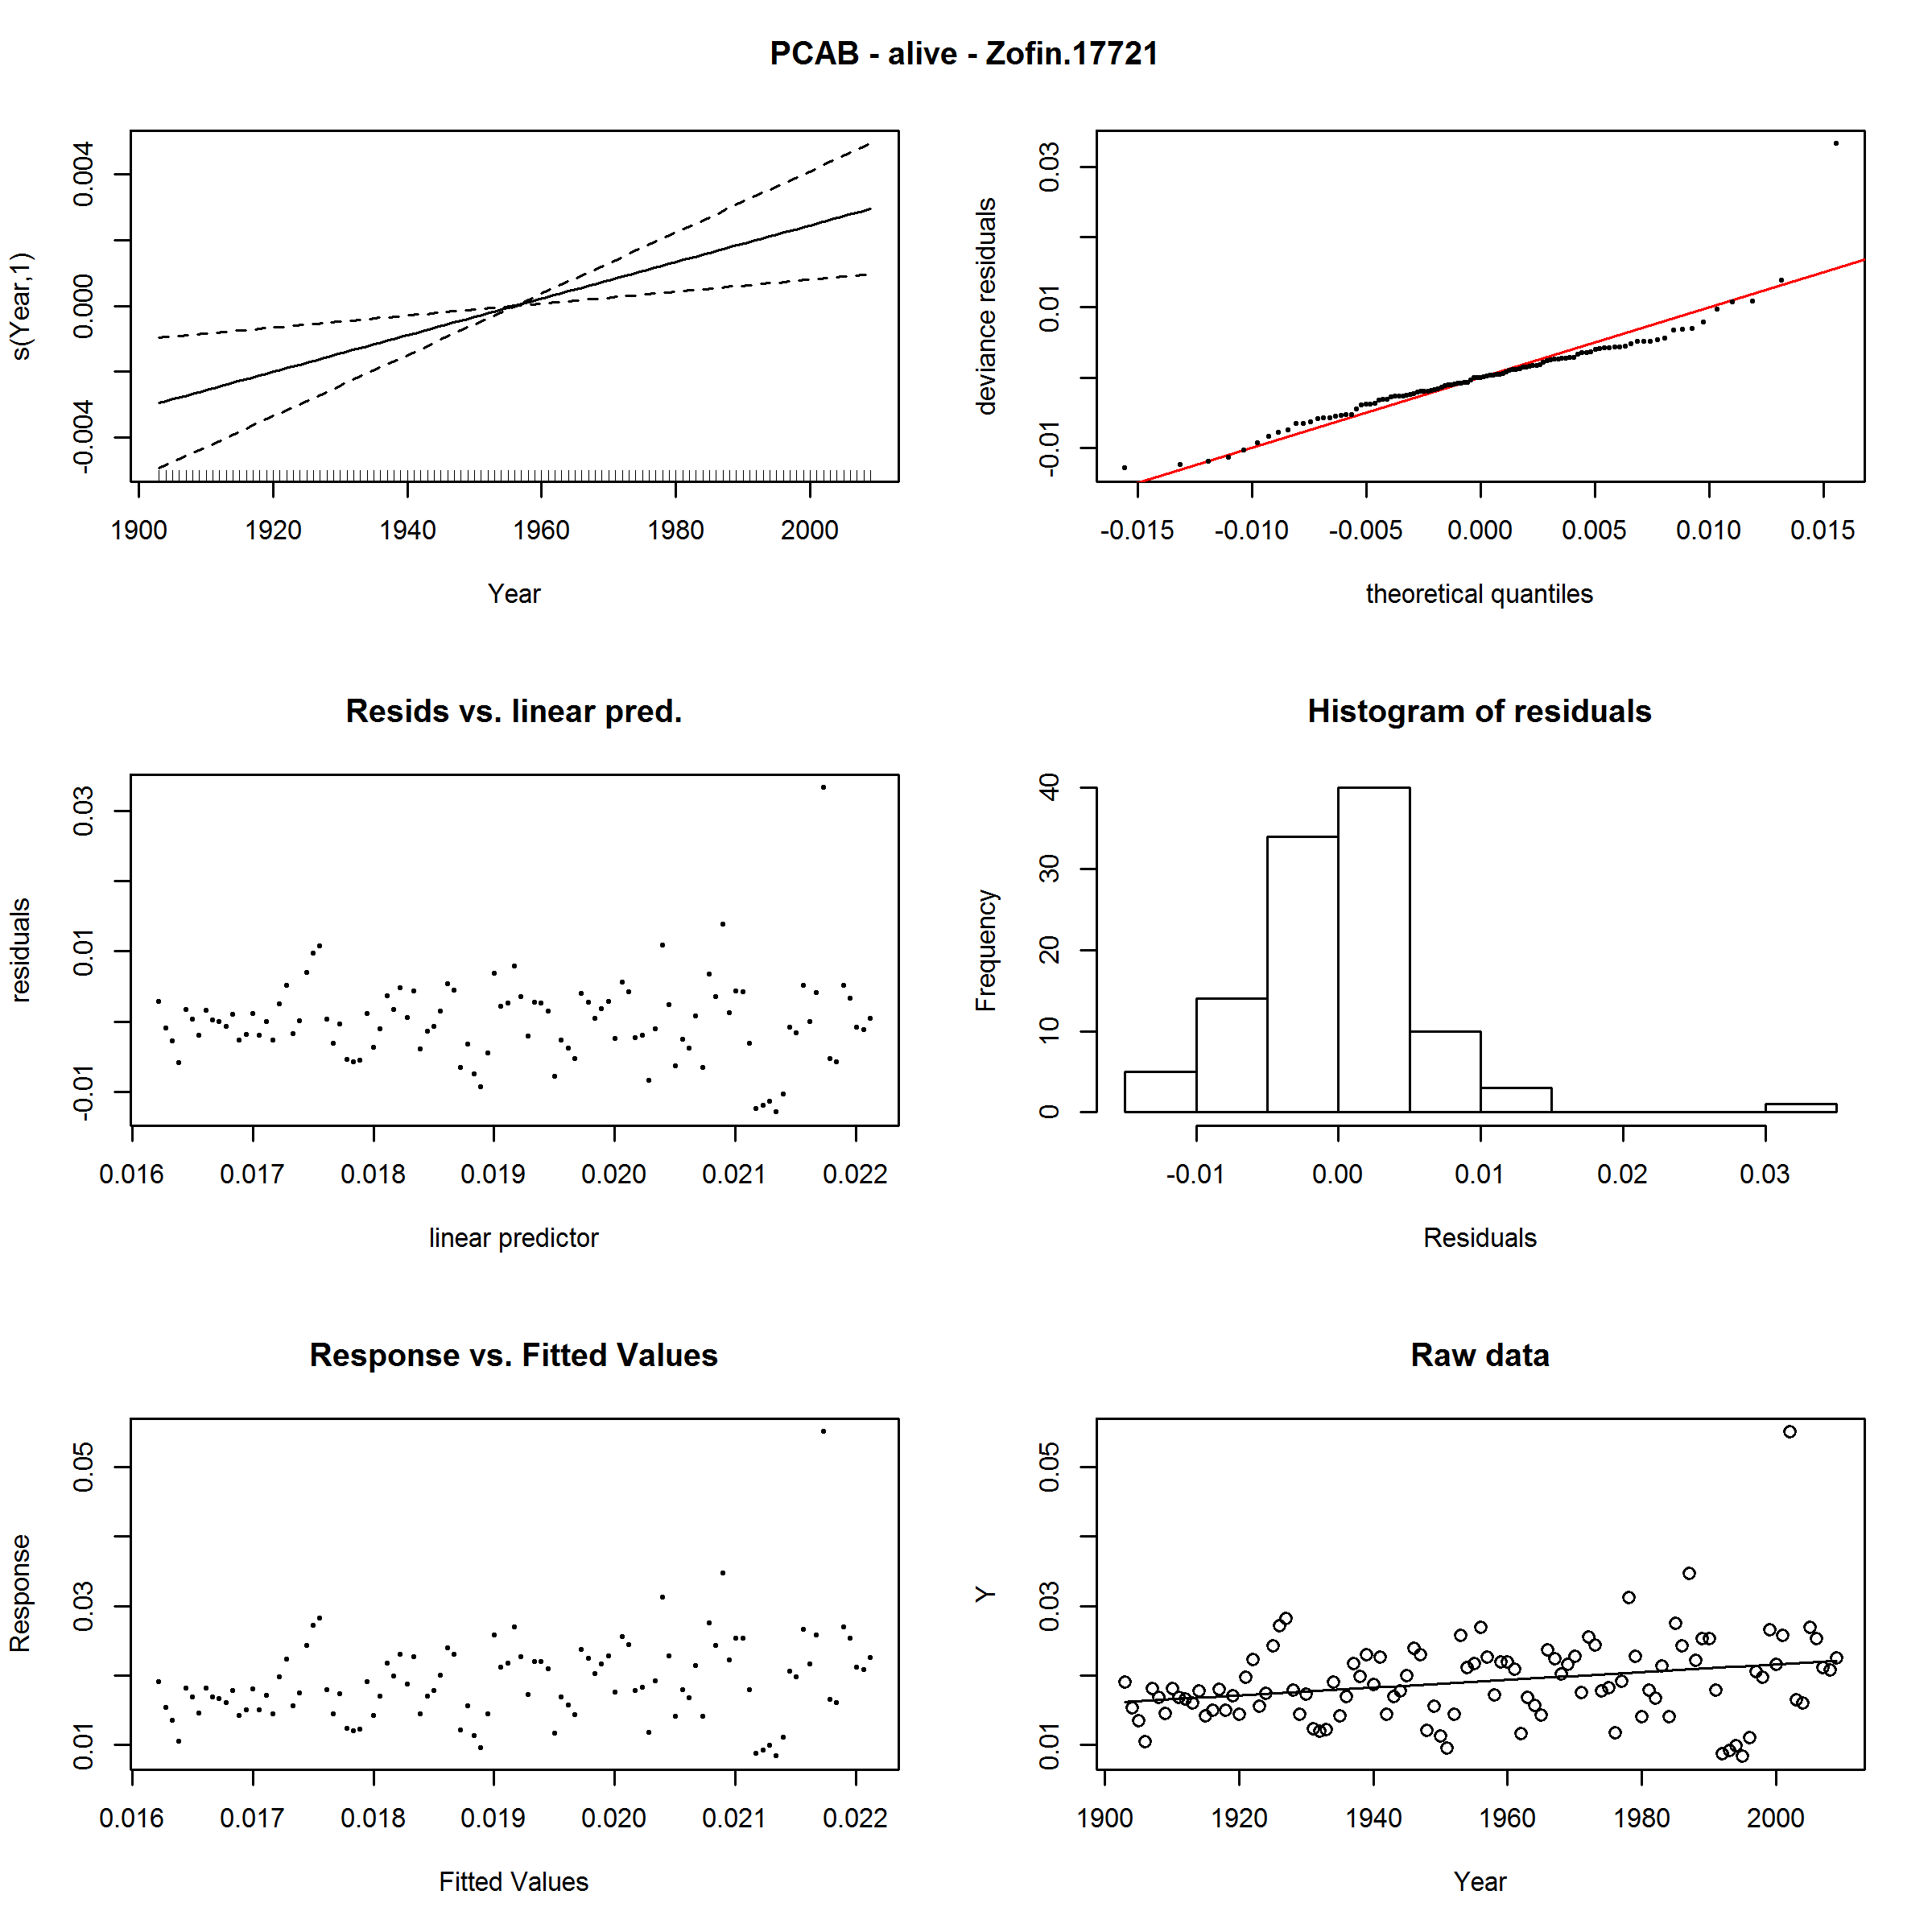 PCAB - alive - Zofin.17721
s(Year,1)
0.004
0.000
-0.004
1900 1920 1940 1960 1980 2000
Year
deviance residuals
0.03
0.01
-0.01
-0.015 -0.010 -0.005 0.000 0.005 0.010 0.015
theoretical quantiles
Resids vs. linear pred.
residuals
0.03
0.01
-0.01
0.016 0.017 0.018 0.019 0.020 0.021 0.022
linear predictor
Histogram of residuals
Frequency
40
30
20
10
0
-0.01 0.00 0.01 0.02 0.03
Residuals
Response vs. Fitted Values
Response
0.05
0.03
0.01
0.016 0.017 0.018 0.019 0.020 0.021 0.022
Fitted Values
Raw data
Y
0.05
0.03
0.01
1900 1920 1940 1960 1980 2000
Year